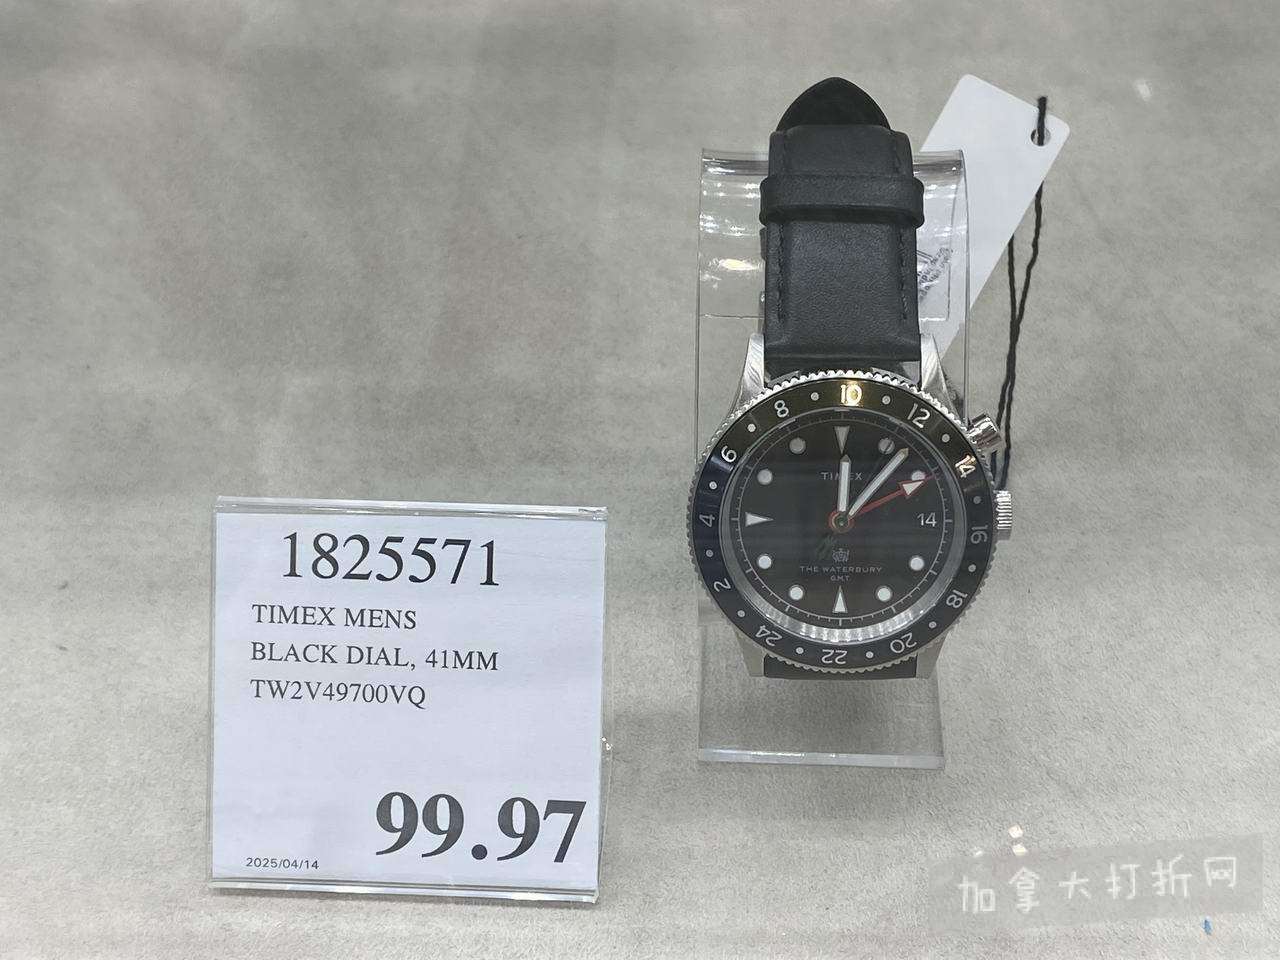 1825571
TIMEX MENS
BLACK DIAL, 41MM
TW2V49700VQ
99.97
2025/04/14
TIMEX
14
THE WATERBURY
G.M.T.
2
4
6
8
10
12
14
16
18
20
22
24
加拿大打折网